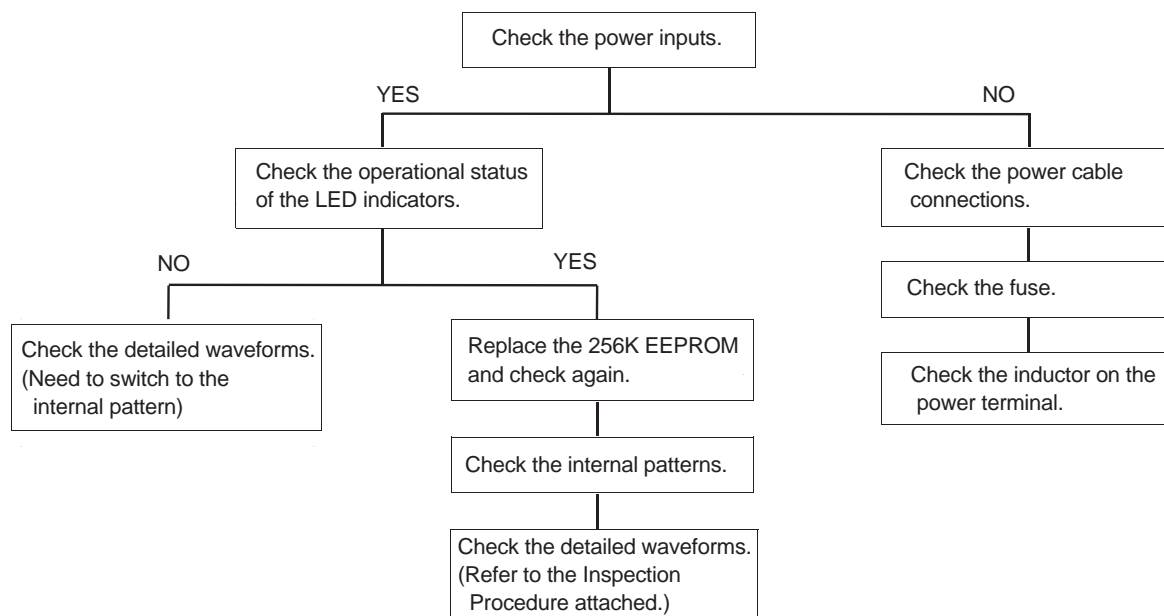 Check the power inputs.
YES
NO
Check the operational status
of the LED indicators.
Check the power cable
connections.
NO
YES
Check the fuse.
Check the detailed waveforms.
(Need to switch to the
internal pattern)
Replace the 256K EEPROM
and check again.
Check the inductor on the
power terminal.
Check the internal patterns.
Check the detailed waveforms.
(Refer to the Inspection
Procedure attached.)